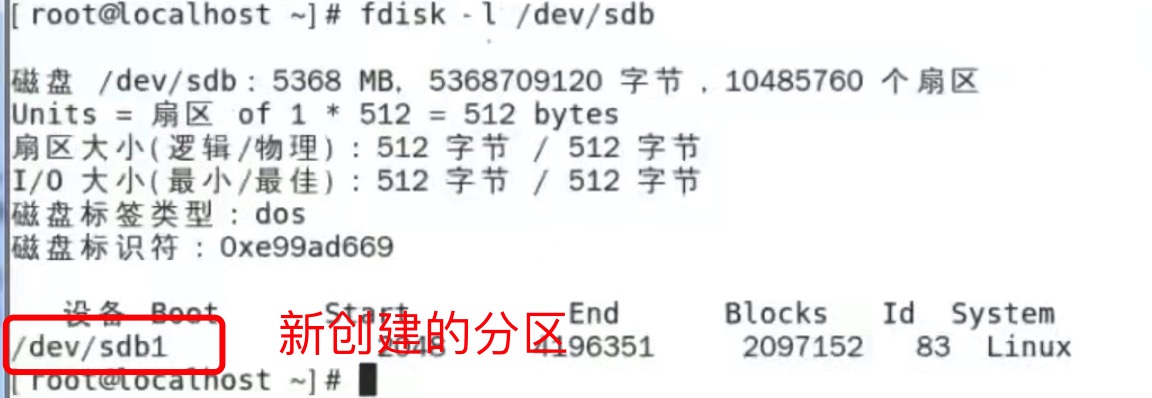 [root@localhost ~]# fdisk -l /dev/sdb
磁盘 /dev/sdb：5368 MB, 5368709120 字节，10485760 个扇区
Units = 扇区 of 1 * 512 = 512 bytes
扇区大小(逻辑/物理)：512 字节 / 512 字节
I/O 大小(最小/最佳)：512 字节 / 512 字节
磁盘标签类型：dos
磁盘标识符：0xe99ad669
设备 Boot Start End Blocks Id System
新创建的分区
/dev/sdb1 2048 4196351 2097152 83 Linux
[root@localhost ~]#